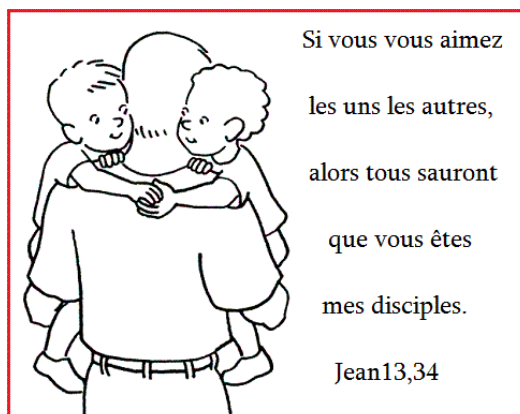 Si vous vous aimez
les uns les autres,
alors tous sauront
que vous êtes
mes disciples.
Jean13,34